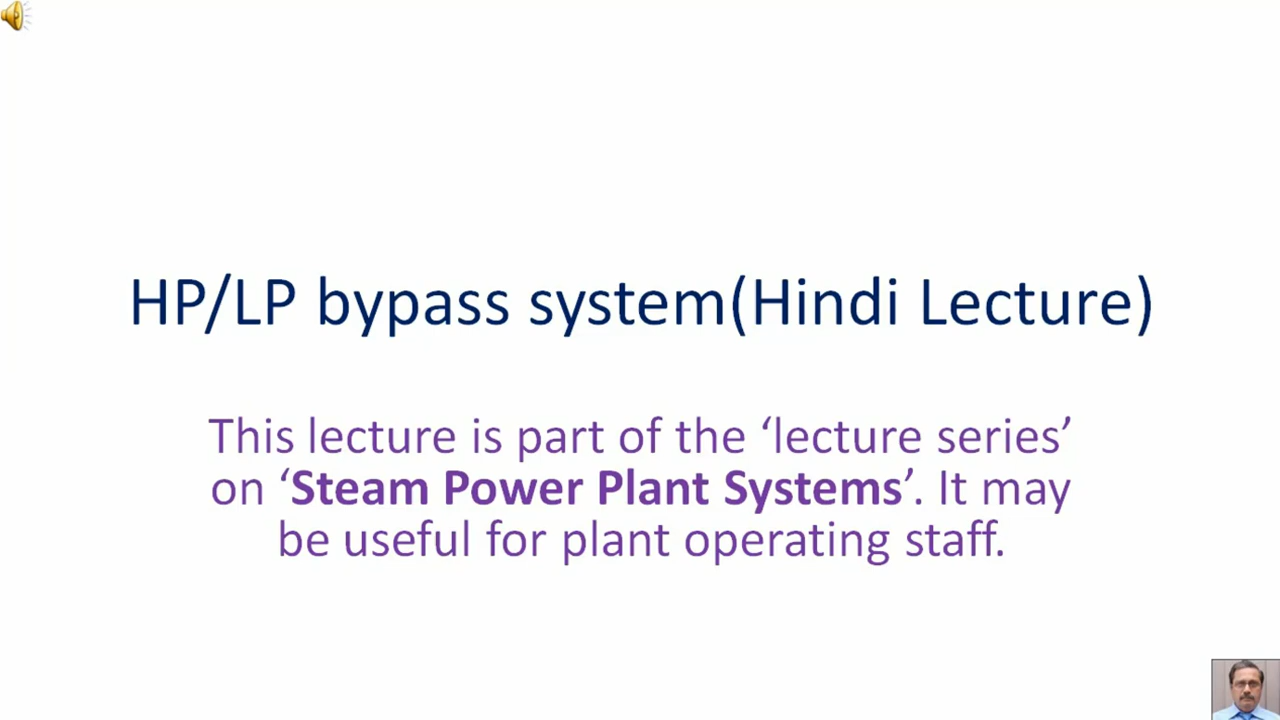 HP/LP bypass system(Hindi Lecture)
This lecture is part of the ‘lecture series’
on ‘Steam Power Plant Systems’. It may
be useful for plant operating staff.